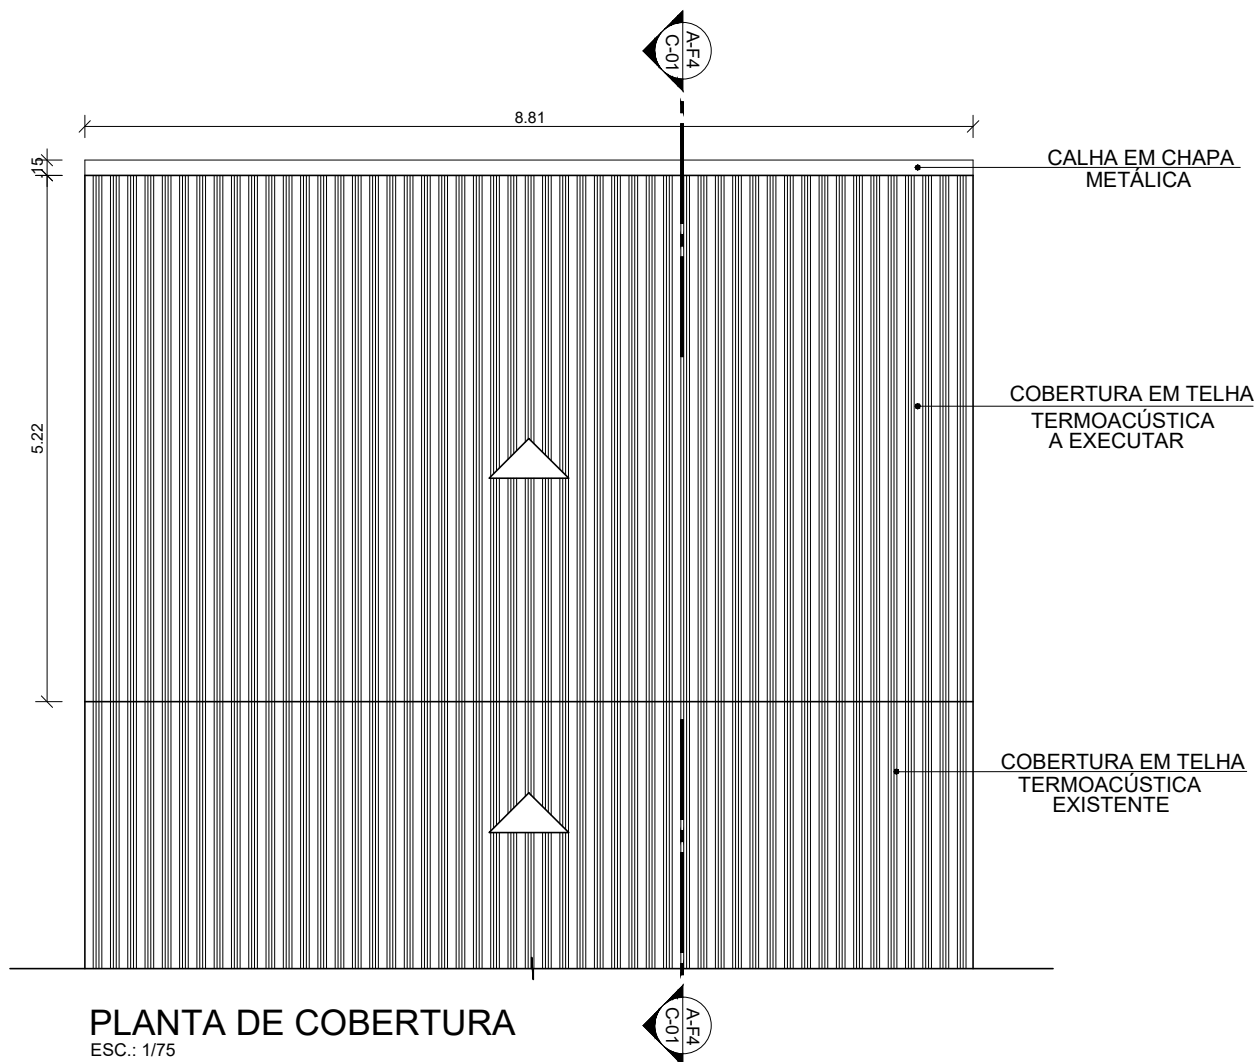 A-F4
C-01
8.81
15
CALHA EM CHAPA
METÁLICA
COBERTURA EM TELHA
TERMOACÚSTICA
A EXECUTAR
5.22
COBERTURA EM TELHA
TERMOACÚSTICA
EXISTENTE
PLANTA DE COBERTURA
ESC.: 1/75
A-F4
C-01